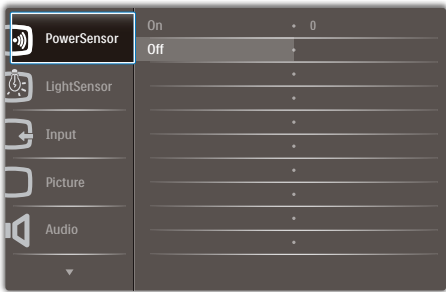 PowerSensor
On 0
Off
LightSensor
Input
Picture
Audio